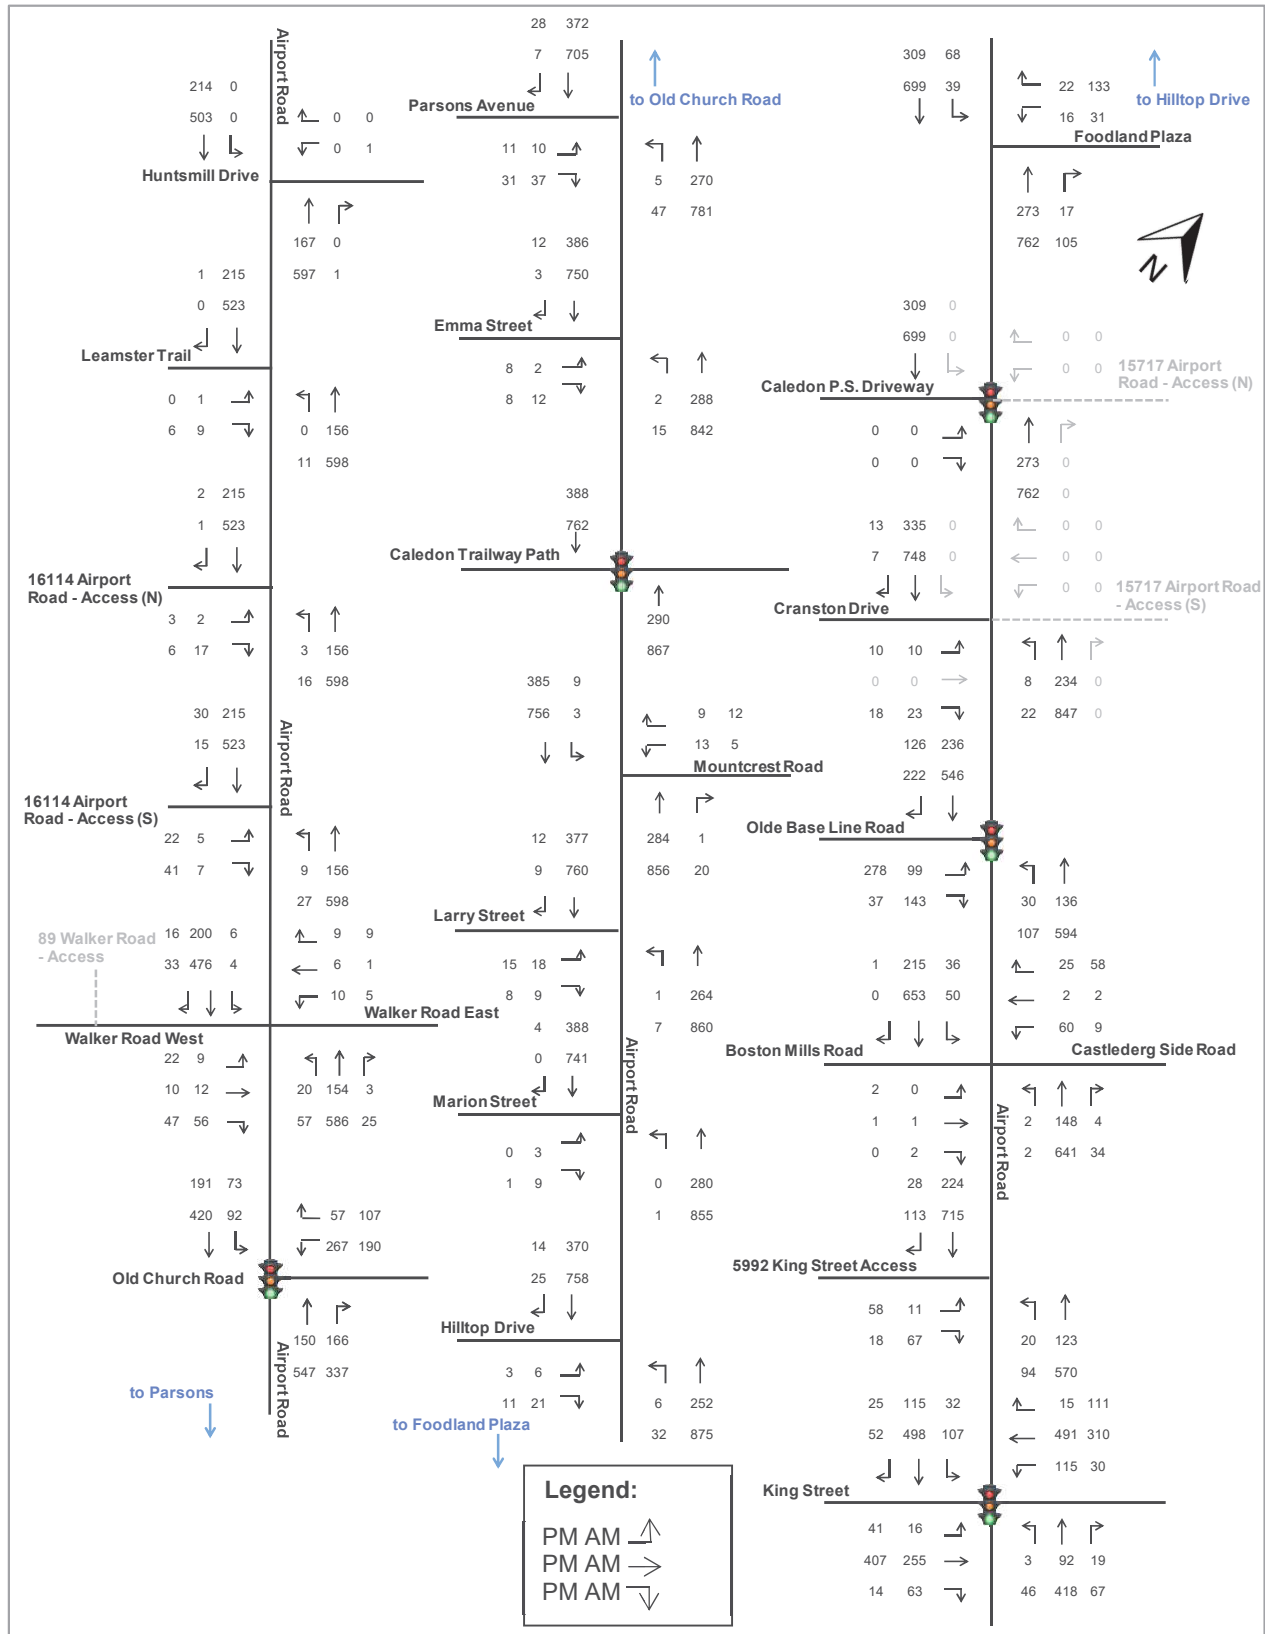 Airport Road
214 0
503 0
0 0
0 1
Huntsmill Drive
167 0
597 1
1 215
0 523
Leamster Trail
0 1
6 9
0 156
11 598
2 215
1 523
16114 Airport
Road - Access (N)
3 2
6 17
3 156
16 598
30 215
15 523
Airport Road
16114 Airport
Road - Access (S)
22 5
41 7
9 156
27 598
89 Walker Road
- Access
16 200 6
33 476 4
9 9
6 1
10 5
Walker Road East
Walker Road West
22 9
10 12
47 56
20 154 3
57 586 25
191 73
420 92
57 107
267 190
Old Church Road
150 166
547 337
Airport Road
to Parsons
28 372
7 705
to Old Church Road
Parsons Avenue
11 10
31 37
5 270
47 781
12 386
3 750
Emma Street
8 2
8 12
2 288
15 842
388
762
Caledon Trailway Path
290
867
385 9
756 3
9 12
13 5
Mountcrest Road
284 1
856 20
12 377
9 760
Larry Street
15 18
8 9
1 264
7 860
4 388
0 741
Airport Road
Marion Street
0 3
1 9
0 280
1 855
14 370
25 758
Hilltop Drive
3 6
11 21
6 252
32 875
to Foodland Plaza
309 68
699 39
22 133
16 31
to Hilltop Drive
Foodland Plaza
273 17
762 105
N
309 0
699 0
0 0
0 0
15717 Airport
Road - Access (N)
Caledon P.S. Driveway
0 0
0 0
273 0
762 0
13 335 0
7 748 0
0 0
0 0
0 0
15717 Airport Road
- Access (S)
Cranston Drive
10 10
0 0
18 23
8 234 0
22 847 0
126 236
222 546
Olde Base Line Road
278 99
37 143
30 136
107 594
1 215 36
0 653 50
25 58
2 2
60 9
Boston Mills Road
Castlederg Side Road
2 0
1 1
0 2
2 148 4
2 641 34
Airport Road
28 224
113 715
5992 King Street Access
58 11
18 67
20 123
94 570
25 115 32
52 498 107
15 111
491 310
115 30
King Street
41 16
407 255
14 63
3 92 19
46 418 67
Legend:
PM AM
PM AM
PM AM